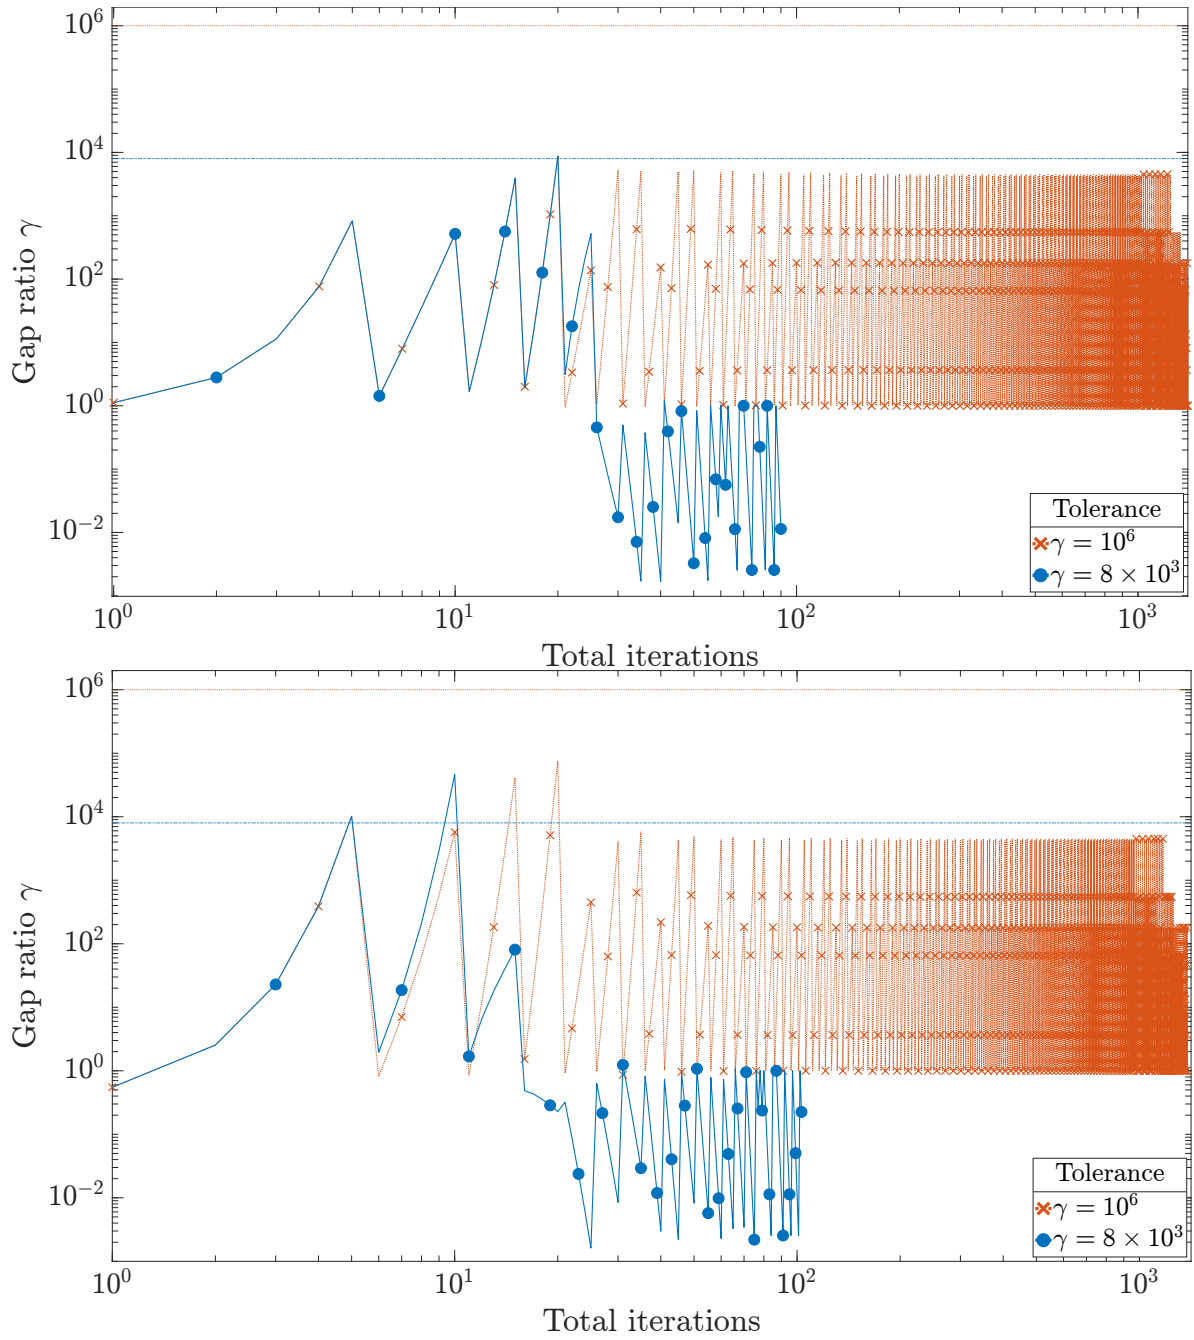 10^6
10^4
10^2
10^0
10^-2
Gap ratio γ
10^0 10^1 10^2 10^3
Total iterations
Tolerance
γ = 10^6
γ = 8 × 10^3
10^6
10^4
10^2
10^0
10^-2
Gap ratio γ
10^0 10^1 10^2 10^3
Total iterations
Tolerance
γ = 10^6
γ = 8 × 10^3